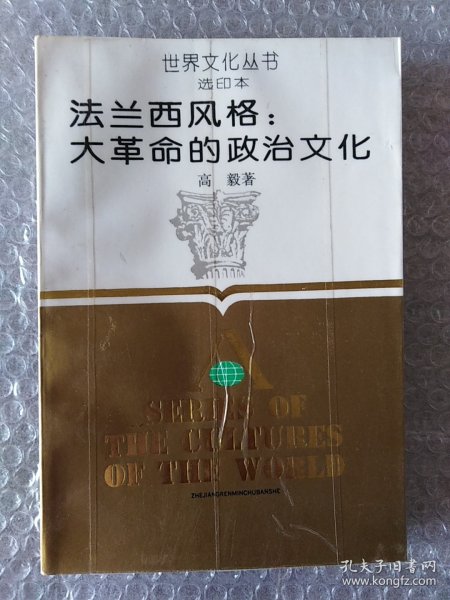 世界文化丛书
选印本
法兰西风格：
大革命的政治文化
高 毅著
A
SERIES OF
THE CULTURES
OF THE WORLD
ZHEJIANGRENMINCHUBANSHE
孔夫子旧书网
www.kongfz.com